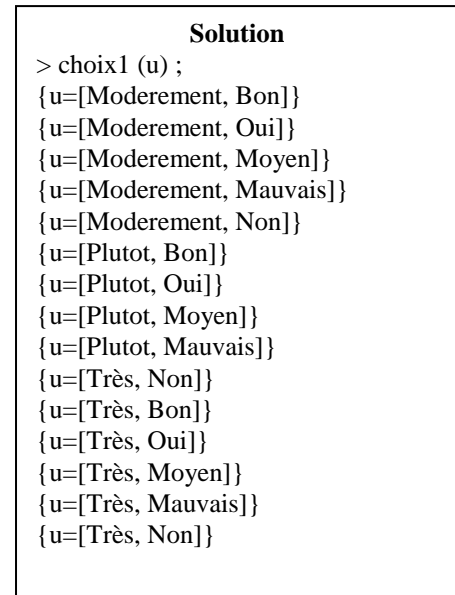 Solution
> choix1 (u) ;
{u=[Moderement, Bon]}
{u=[Moderement, Oui]}
{u=[Moderement, Moyen]}
{u=[Moderement, Mauvais]}
{u=[Moderement, Non]}
{u=[Plutot, Bon]}
{u=[Plutot, Oui]}
{u=[Plutot, Moyen]}
{u=[Plutot, Mauvais]}
{u=[Très, Non]}
{u=[Très, Bon]}
{u=[Très, Oui]}
{u=[Très, Moyen]}
{u=[Très, Mauvais]}
{u=[Très, Non]}